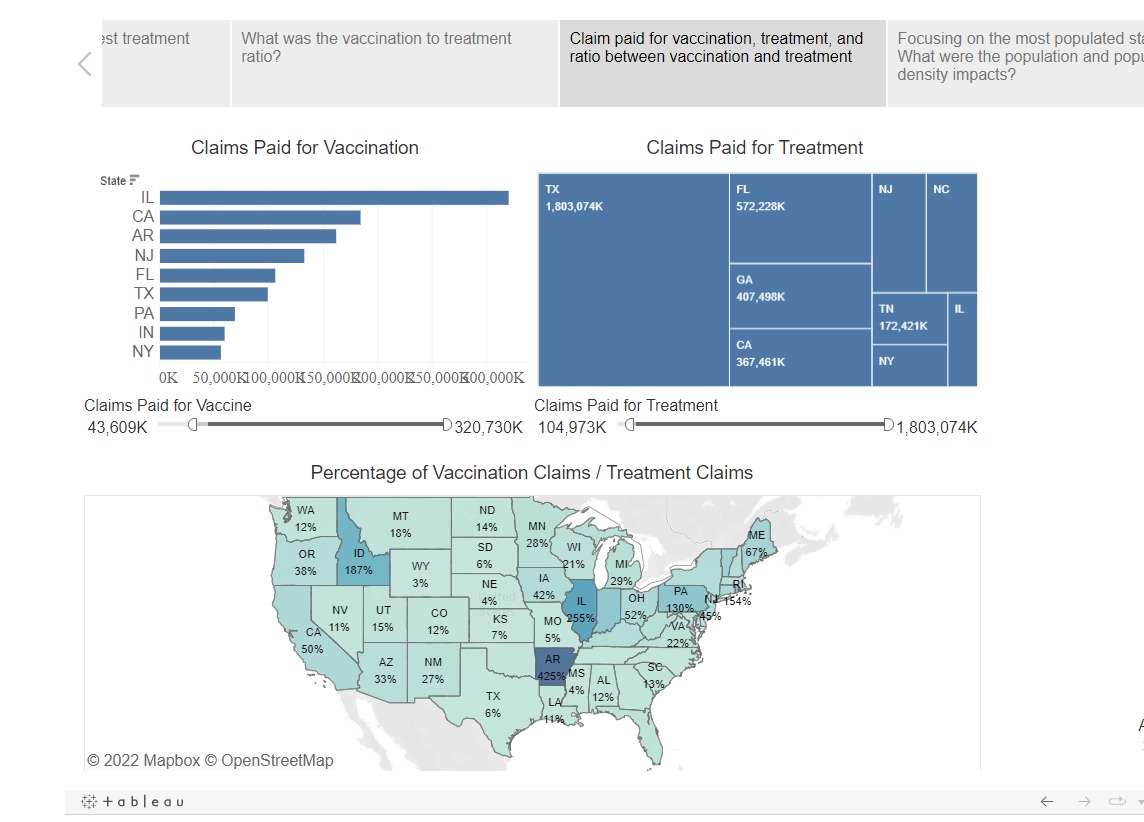 est treatment
What was the vaccination to treatment
ratio?
Claim paid for vaccination, treatment, and
ratio between vaccination and treatment
Focusing on the most populated sta
What were the population and popu
density impacts?
Claims Paid for Vaccination
Claims Paid for Treatment
State
IL
CA
AR
NJ
FL
TX
PA
IN
NY
0K 50,000K 100,000K 150,000K 200,000K 250,000K 300,000K
TX
1,803,074K
FL
572,228K
GA
407,498K
CA
367,461K
NJ
NC
TN
172,421K
IL
NY
Claims Paid for Vaccine
43,609K
320,730K
Claims Paid for Treatment
104,973K
1,803,074K
Percentage of Vaccination Claims / Treatment Claims
WA
12%
MT
18%
ND
14%
MN
28%
WI
21%
MI
29%
ME
67%
OR
38%
ID
187%
WY
3%
SD
6%
NE
4%
IA
42%
IL
255%
OH
52%
PA
130%
NJ
45%
RI
154%
NV
11%
UT
15%
CO
12%
KS
7%
MO
5%
VA
22%
CA
50%
AZ
33%
NM
27%
AR
425%
MS
4%
AL
12%
SC
13%
TX
6%
LA
11%
© 2022 Mapbox © OpenStreetMap
+ a b l e a u